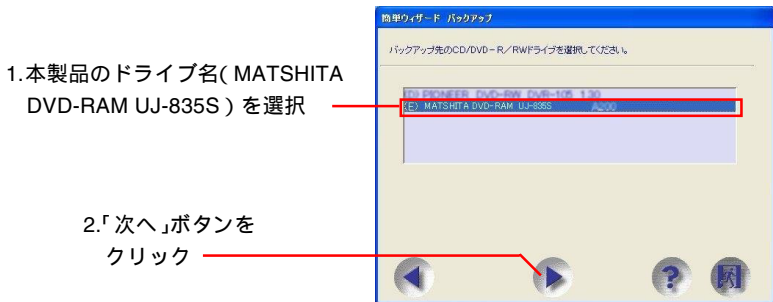 簡単ウィザード バックアップ
バックアップ先のCD/DVD-R/RWドライブを選択してください。
1.本製品のドライブ名( MATSHITA
DVD-RAM UJ-835S ) を選択
(D) PIONEER DVD-RW DVR-105 1.30
(E) MATSHITA DVD-RAM UJ-835S A200
2.｢次へ｣ボタンを
クリック
?